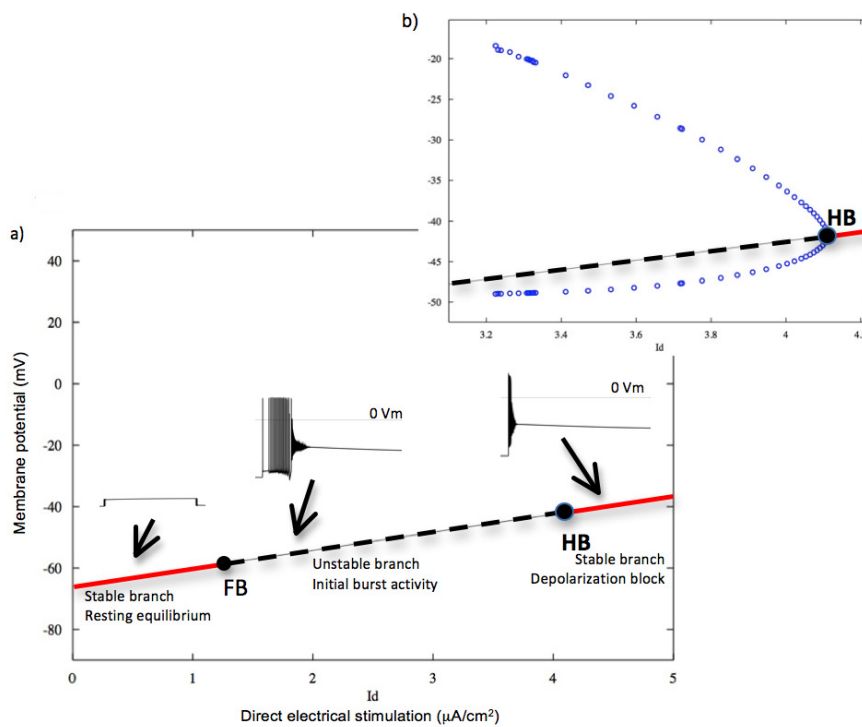 b)
-20
-25
-30
-35
-40
-45
-50
HB
3.2
3.4
3.6
3.8
4
4.2
Id
a)
Membrane potential (mV)
40
20
0
-20
-40
-60
-80
0 Vm
0 Vm
FB
HB
Stable branch
Resting equilibrium
Unstable branch
Initial burst activity
Stable branch
Depolarization block
0
1
2
3
4
5
Id
Direct electrical stimulation (μA/cm²)